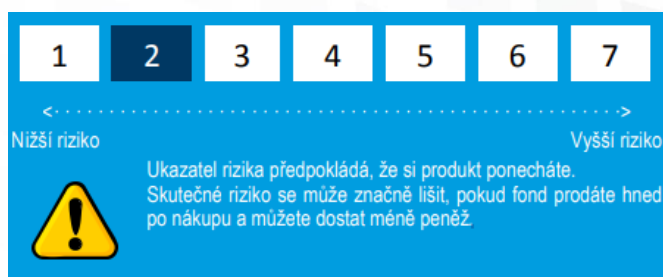 1 2 3 4 5 6 7
Nižší riziko Vyšší riziko
Ukazatel rizika předpokládá, že si produkt ponecháte.
Skutečné riziko se může značně lišit, pokud fond prodáte hned
po nákupu a můžete dostat méně peněž.